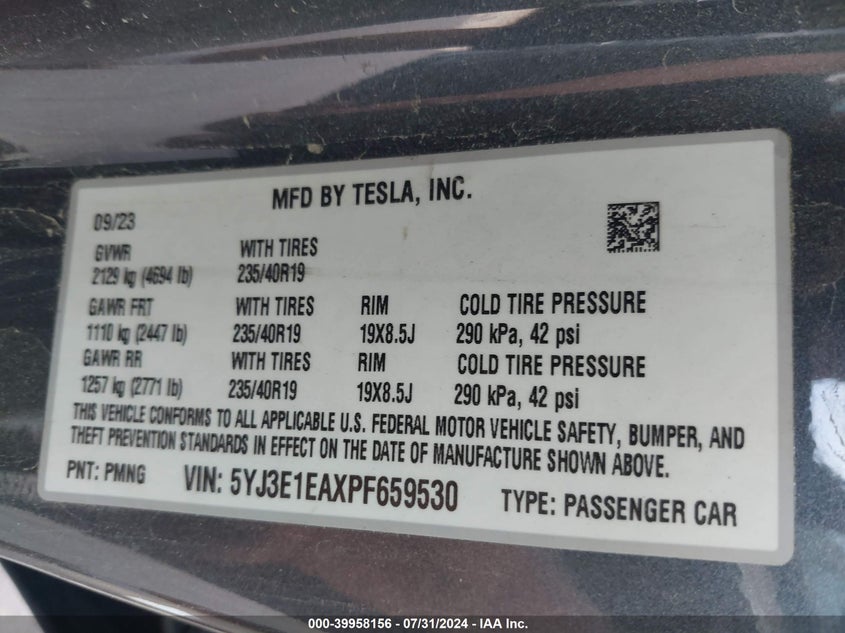 MFD BY TESLA, INC.
09/23
GVWR WITH TIRES
2129 kg (4694 lb) 235/40R19
GAWR FRT WITH TIRES RIM COLD TIRE PRESSURE
1110 kg (2447 lb) 235/40R19 19X8.5J 290 kPa, 42 psi
GAWR RR WITH TIRES RIM COLD TIRE PRESSURE
1257 kg (2771 lb) 235/40R19 19X8.5J 290 kPa, 42 psi
THIS VEHICLE CONFORMS TO ALL APPLICABLE U.S. FEDERAL MOTOR VEHICLE SAFETY, BUMPER, AND
THEFT PREVENTION STANDARDS IN EFFECT ON THE DATE OF MANUFACTURE SHOWN ABOVE.
PNT: PMNG VIN: 5YJ3E1EAXPF659530 TYPE: PASSENGER CAR
000-39958156 - 07/31/2024 - IAA Inc.